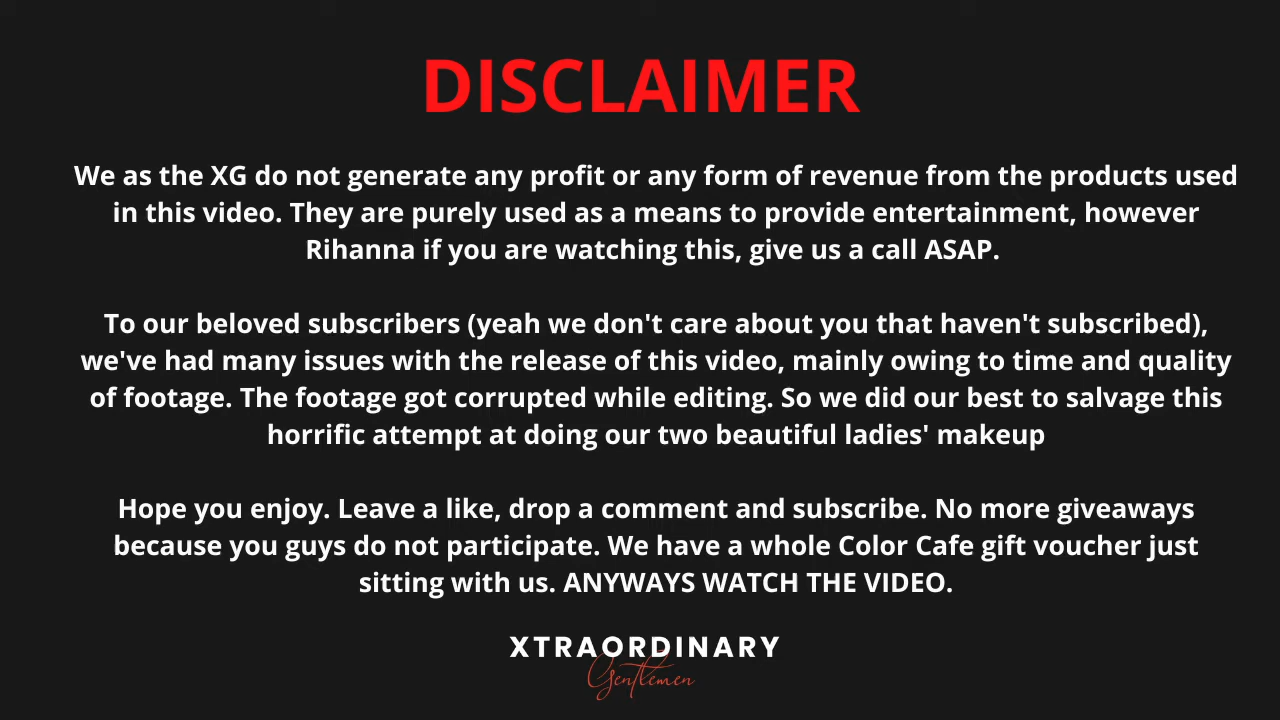 DISCLAIMER
We as the XG do not generate any profit or any form of revenue from the products used
in this video. They are purely used as a means to provide entertainment, however
Rihanna if you are watching this, give us a call ASAP.
To our beloved subscribers (yeah we don't care about you that haven't subscribed),
we've had many issues with the release of this video, mainly owing to time and quality
of footage. The footage got corrupted while editing. So we did our best to salvage this
horrific attempt at doing our two beautiful ladies' makeup
Hope you enjoy. Leave a like, drop a comment and subscribe. No more giveaways
because you guys do not participate. We have a whole Color Cafe gift voucher just
sitting with us. ANYWAYS WATCH THE VIDEO.
XTRAORDINARY
Gentlemen